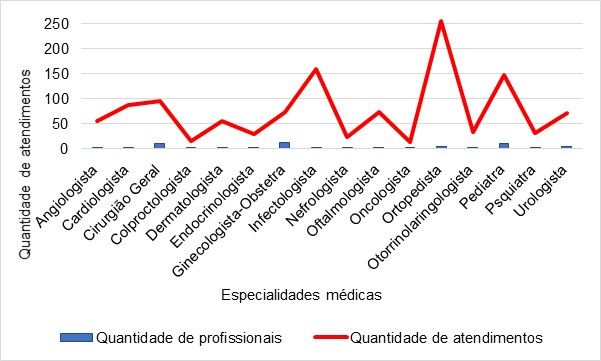 Quantidade de atendimentos
250
200
150
100
50
0
Angiologista
Cardiologista
Cirurgião Geral
Coloproctologista
Dermatologista
Endocrinologista
Ginecologista-Obstetra
Infectologista
Nefrologista
Oftalmologista
Oncologista
Ortopedista
Otorrinolaringologista
Pediatra
Psquiatra
Urologista
Especialidades médicas
Quantidade de profissionais
Quantidade de atendimentos